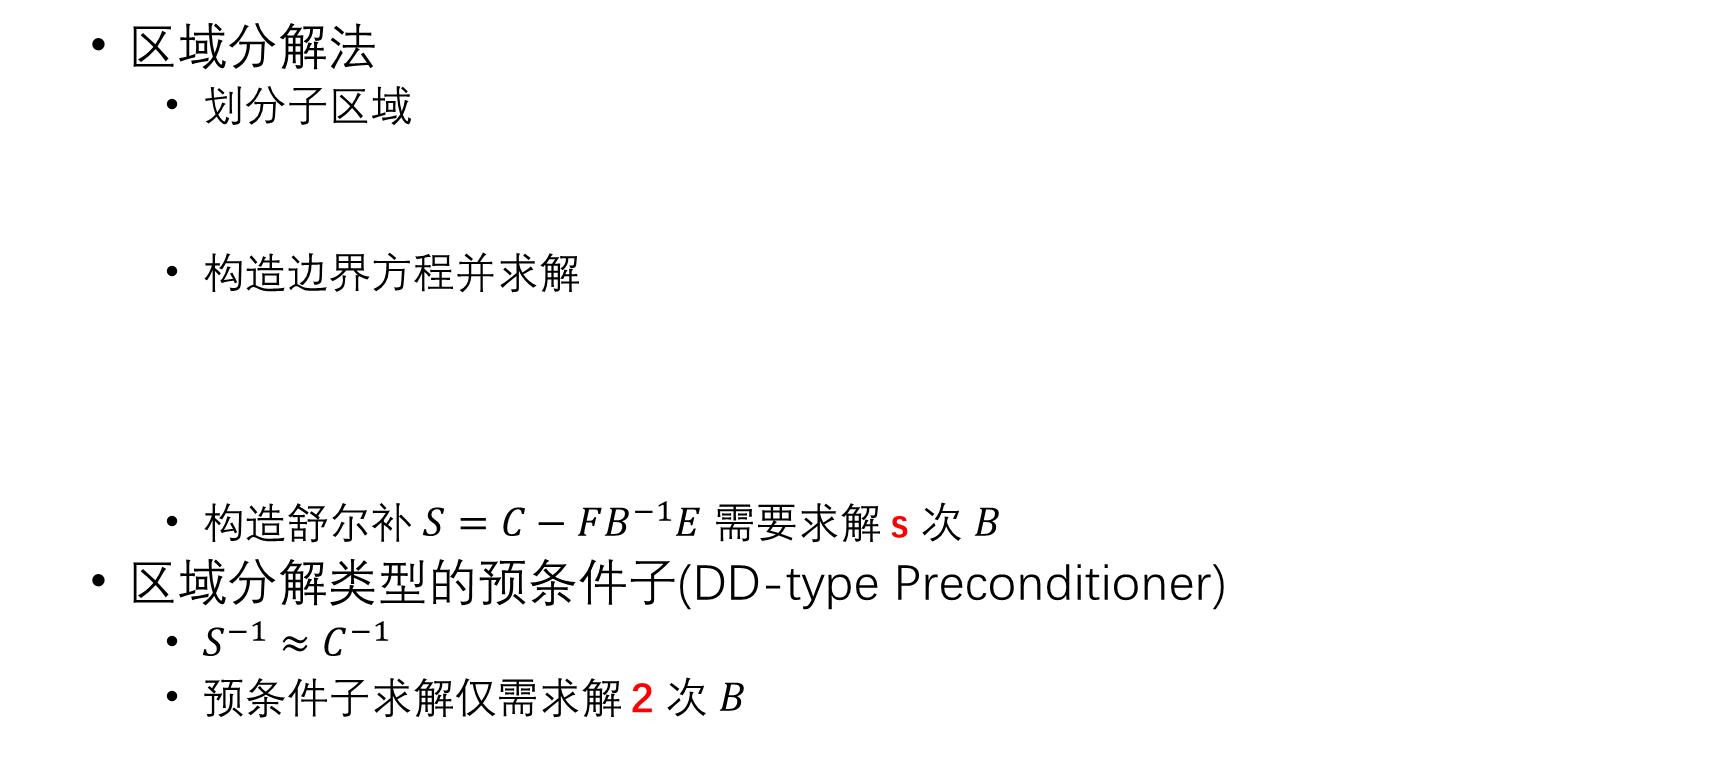 • 区域分解法
• 划分子区域
• 构造边界方程并求解
• 构造舒尔补 S = C − FB⁻¹E 需要求解 s 次 B
• 区域分解类型的预条件子(DD-type Preconditioner)
• S⁻¹ ≈ C⁻¹
• 预条件子求解仅需求解 2 次 B